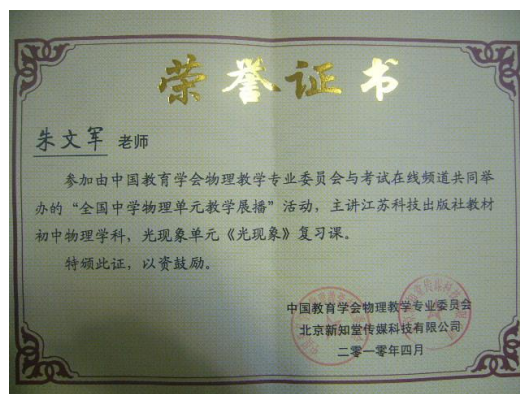 荣誉证书
朱文军 老师
参加由中国教育学会物理教学专业委员会与考试在线频道共同举
办的“全国中学物理单元教学展播”活动，主讲江苏科技出版社教材
初中物理学科，光现象单元《光现象》复习课。
特颁此证，以资鼓励。
中国教育学会物理教学专业委员会
北京新知堂传媒科技有限公司
二零一零年四月